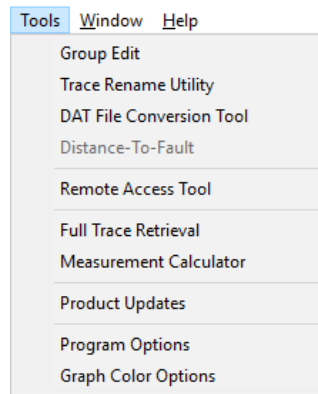 Tools Window Help
Group Edit
Trace Rename Utility
DAT File Conversion Tool
Distance-To-Fault
Remote Access Tool
Full Trace Retrieval
Measurement Calculator
Product Updates
Program Options
Graph Color Options